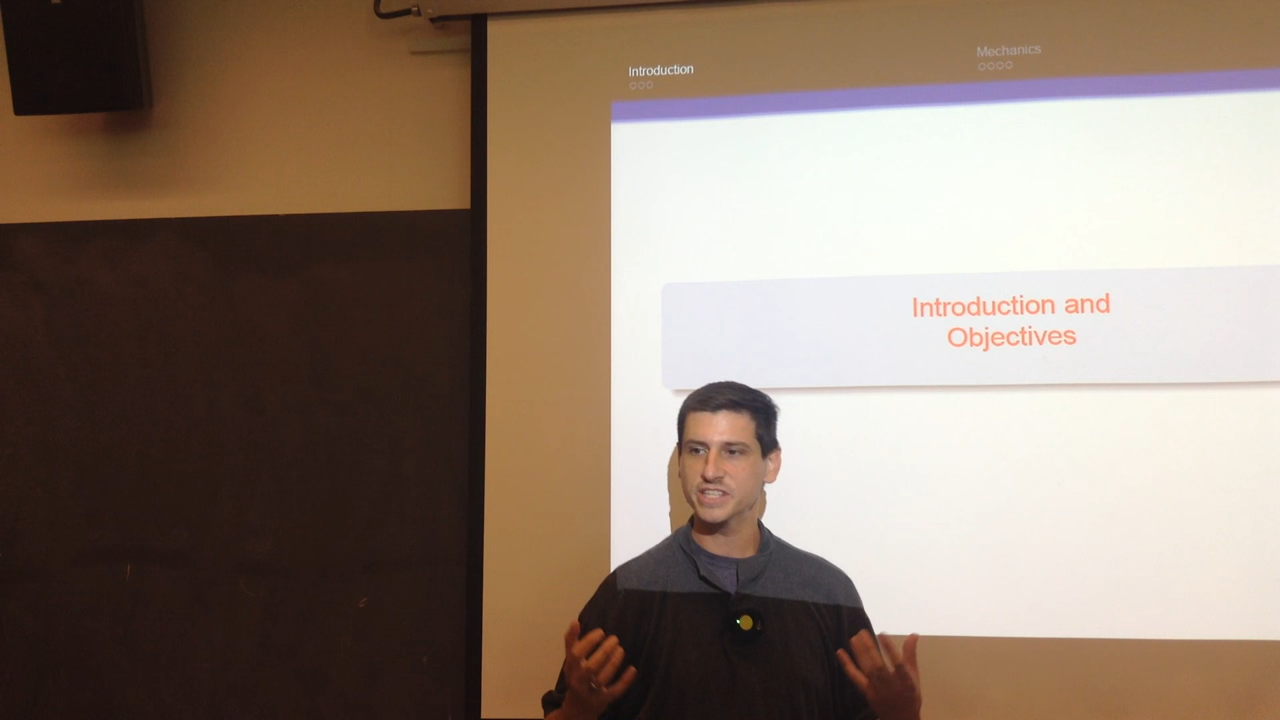 Introduction
Mechanics
Introduction and
Objectives